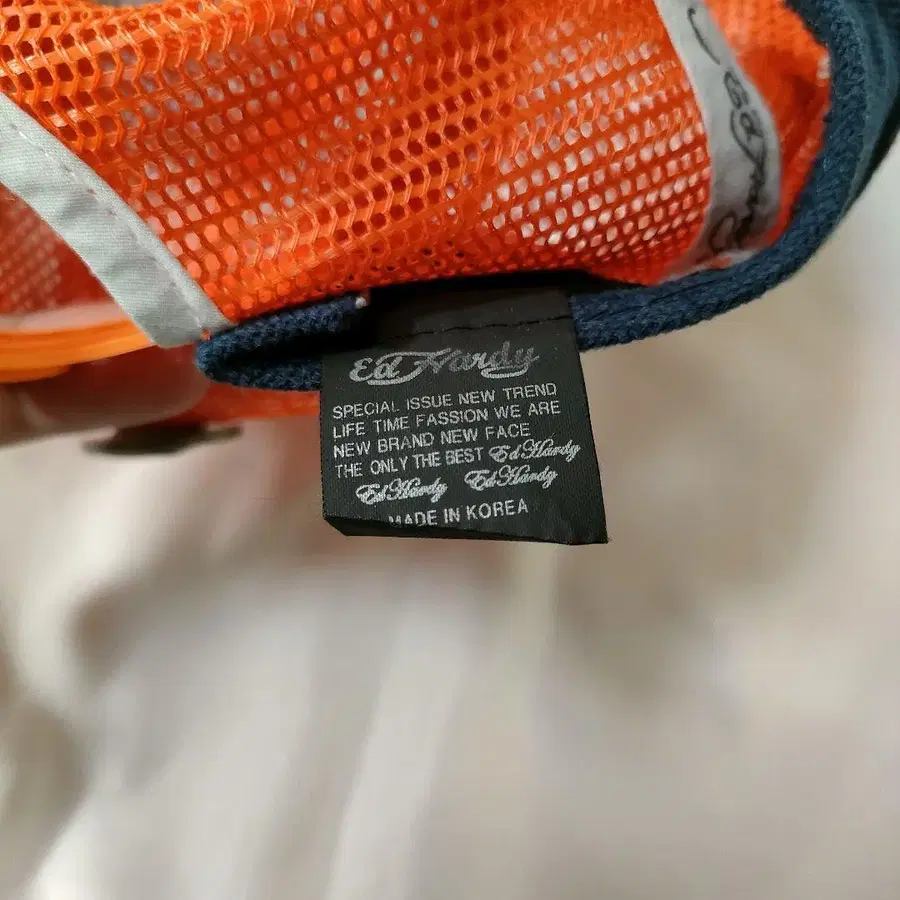 Ed Hardy
SPECIAL ISSUE NEW TREND
LIFE TIME FASSION WE ARE
NEW BRAND NEW FACE
THE ONLY THE BEST Ed Hardy
Ed Hardy Ed Hardy
MADE IN KOREA